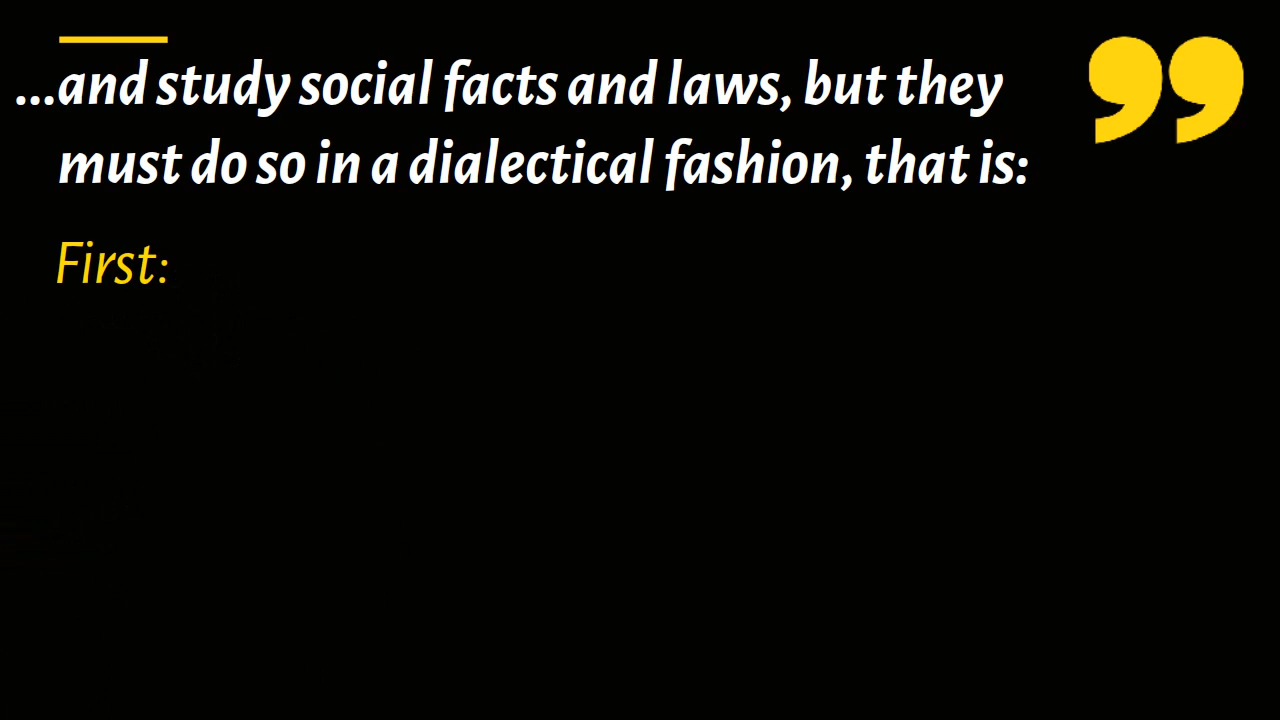 ...and study social facts and laws, but they
must do so in a dialectical fashion, that is:
First: